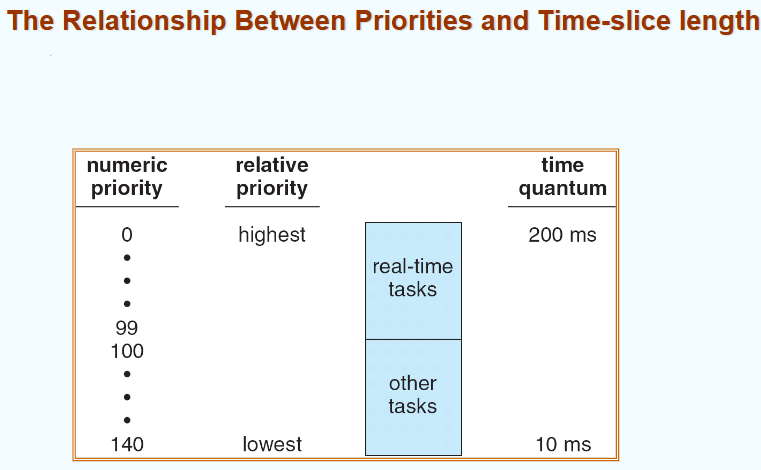 The Relationship Between Priorities and Time-slice length
numeric priority
relative priority
time quantum
0
highest
real-time tasks
200 ms
•
•
•
99
100
•
•
•
other tasks
140
lowest
10 ms